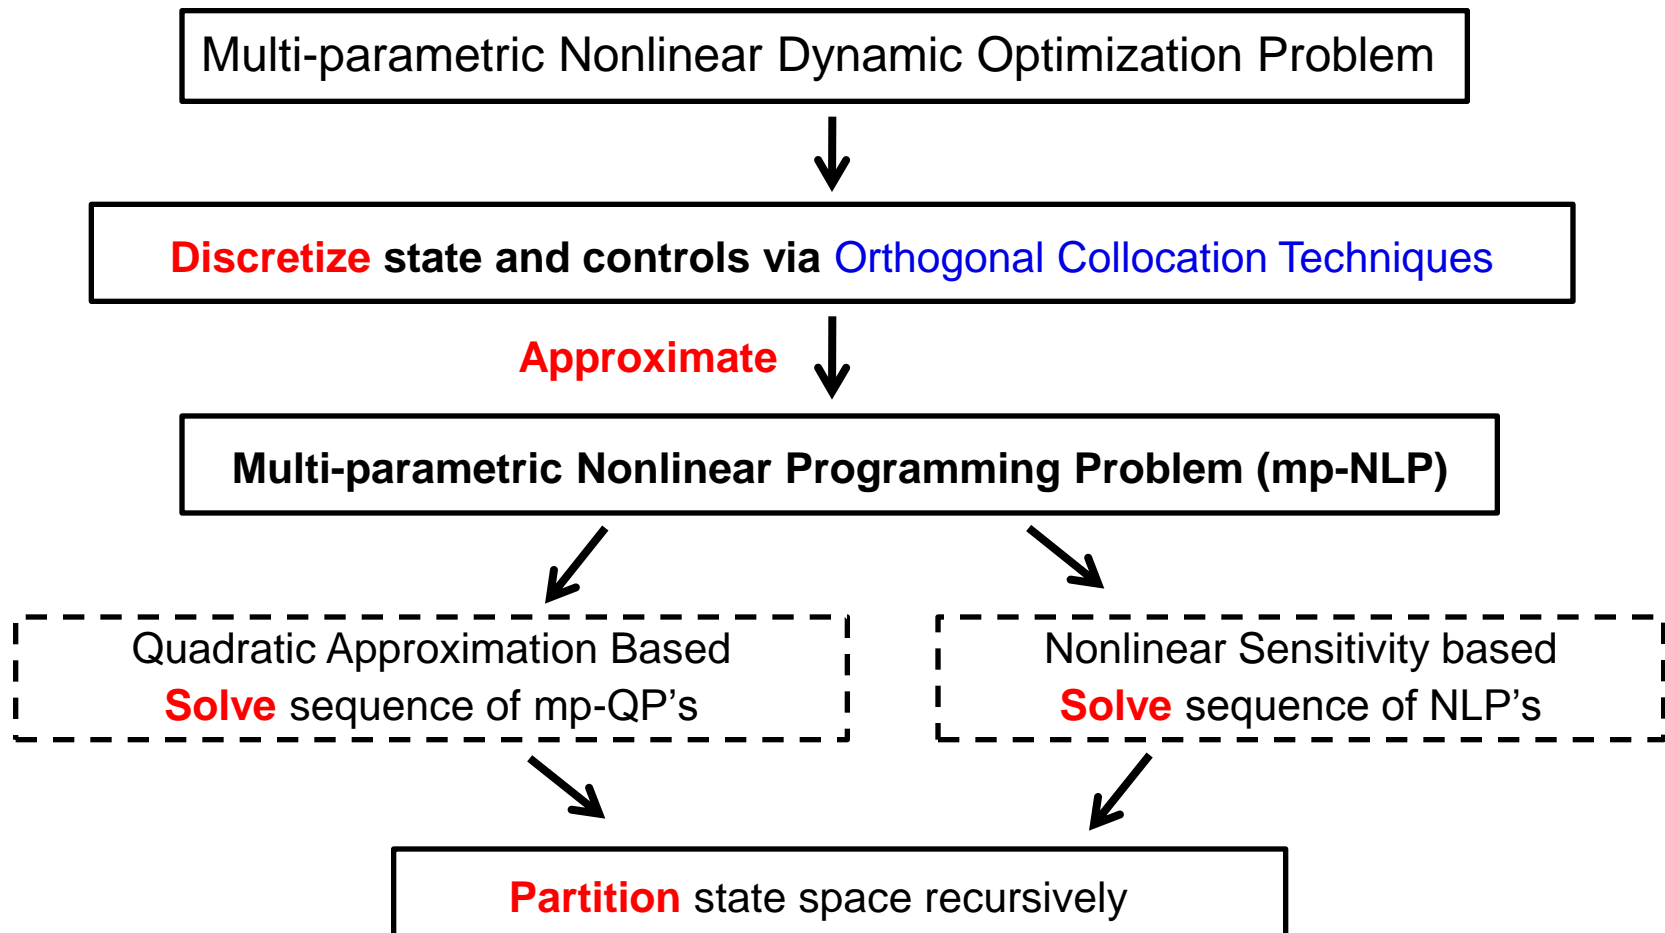 Multi-parametric Nonlinear Dynamic Optimization Problem
Discretize state and controls via Orthogonal Collocation Techniques
Approximate
Multi-parametric Nonlinear Programming Problem (mp-NLP)
Quadratic Approximation Based
Solve sequence of mp-QP's
Nonlinear Sensitivity based
Solve sequence of NLP's
Partition state space recursively